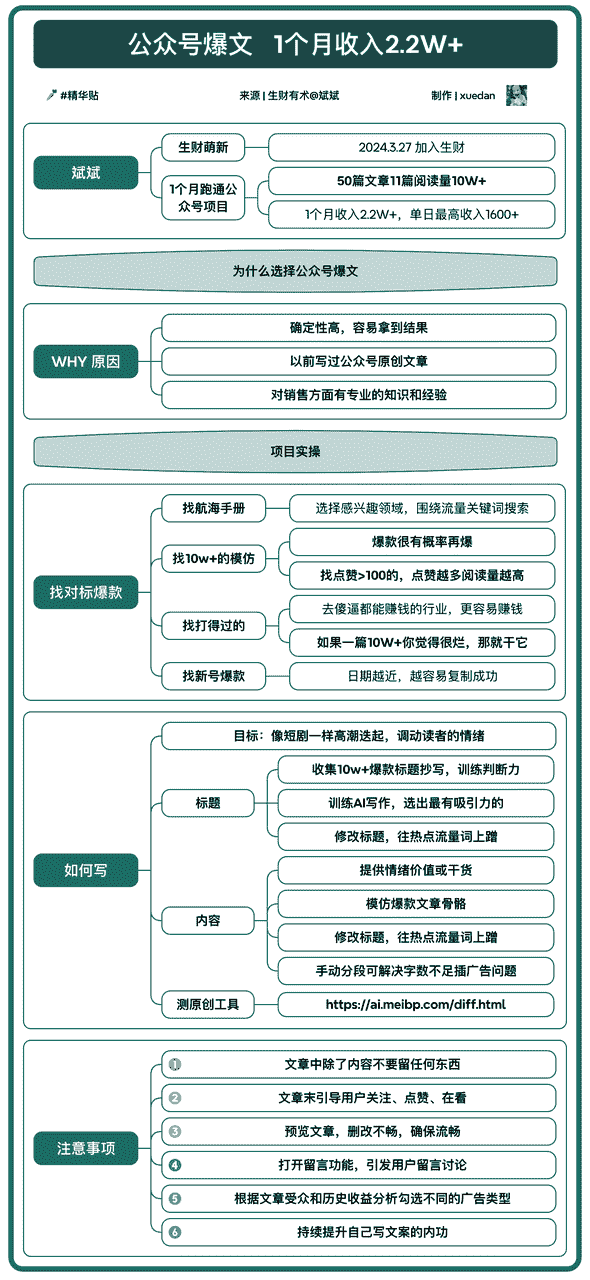 公众号爆文 1个月收入2.2W+
#精华贴
来源 | 生财有术@斌斌
制作 | xuedan
斌斌
生财萌新
2024.3.27 加入生财
1个月跑通公
众号项目
50篇文章11篇阅读量10W+
1个月收入2.2W+，单日最高收入1600+
为什么选择公众号爆文
WHY 原因
确定性高，容易拿到结果
以前写过公众号原创文章
对销售方面有专业的知识和经验
项目实操
找对标爆款
找航海手册
选择感兴趣领域，围绕流量关键词搜索
找10w+的模仿
爆款很有概率再爆
找点赞>100的，点赞越多阅读量越高
找打得过的
去傻逼都能赚钱的行业，更容易赚钱
如果一篇10W+你觉得很烂，那就干它
找新号爆款
日期越近，越容易复制成功
如何写
目标：像短剧一样高潮迭起，调动读者的情绪
标题
收集10w+爆款标题抄写，训练判断力
训练AI写作，选出最有吸引力的
修改标题，往热点流量词上蹭
内容
提供情绪价值或干货
模仿爆款文章骨骼
修改标题，往热点流量词上蹭
手动分段可解决字数不足插广告问题
测原创工具
https://ai.meibp.com/diff.html
注意事项
1 文章中除了内容不要留任何东西
2 文章末引导用户关注、点赞、在看
3 预览文章，删改不畅，确保流畅
4 打开留言功能，引发用户留言讨论
5 根据文章受众和历史收益分析勾选不同的广告类型
6 持续提升自己写文案的内功